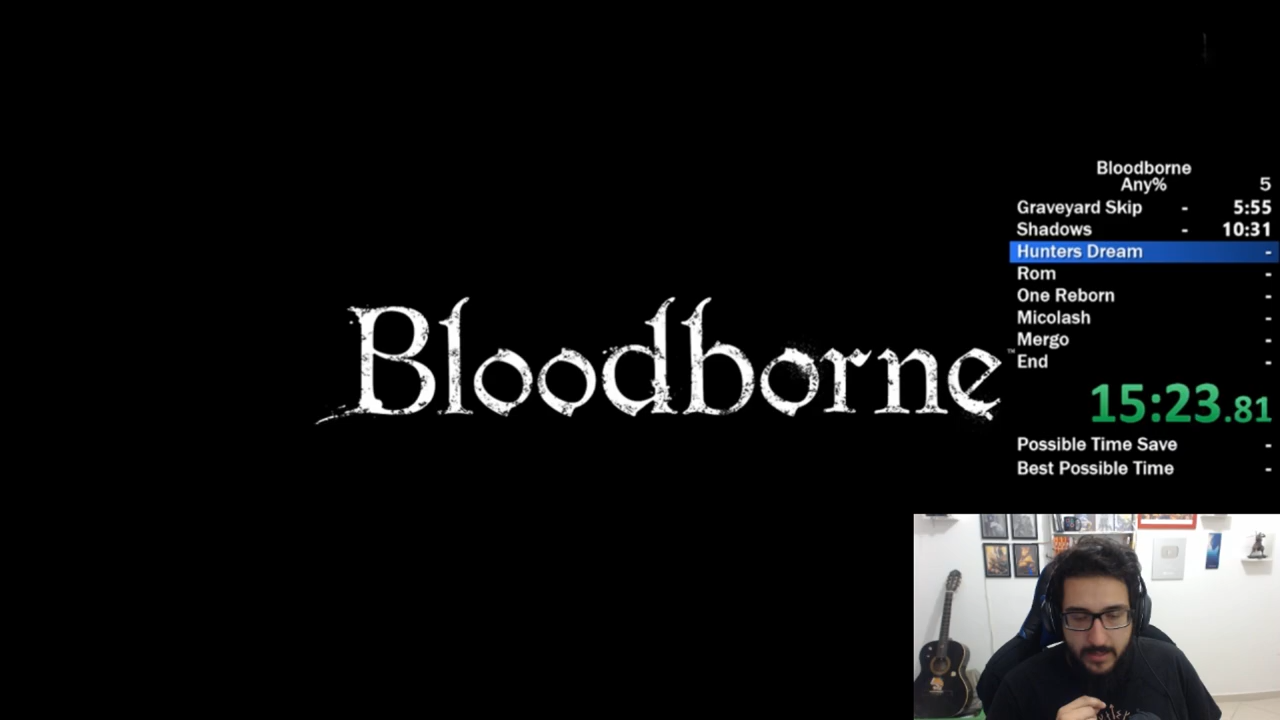 Bloodborne™
Bloodborne
Any% 5
Graveyard Skip - 5:55
Shadows - 10:31
Hunters Dream -
Rom -
One Reborn -
Micolash -
Mergo -
End -
15:23.81
Possible Time Save -
Best Possible Time -